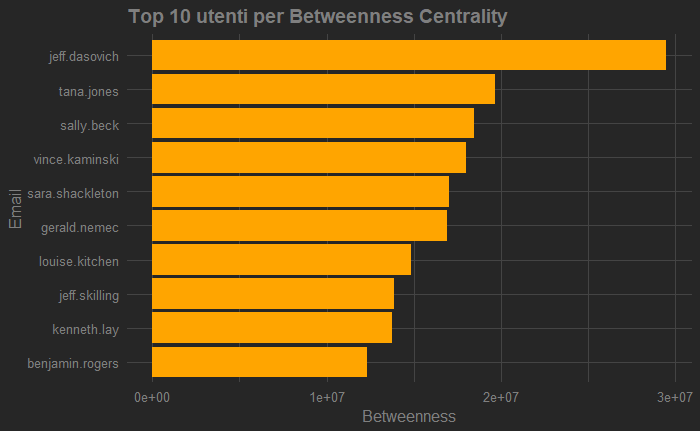 Top 10 utenti per Betweenness Centrality
Email
jeff.dasovich
tana.jones
sally.beck
vince.kaminski
sara.shackleton
gerald.nemec
louise.kitchen
jeff.skilling
kenneth.lay
benjamin.rogers
0e+00 1e+07 2e+07 3e+07
Betweenness